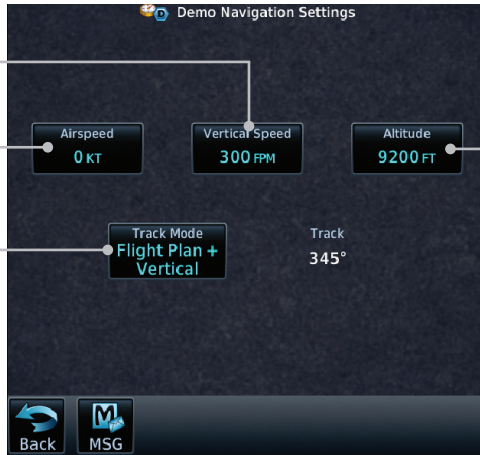 Demo Navigation Settings
Airspeed
0 KT
Vertical Speed
300 FPM
Altitude
9200 FT
Track Mode
Flight Plan +
Vertical
Track
345°
Back
MSG